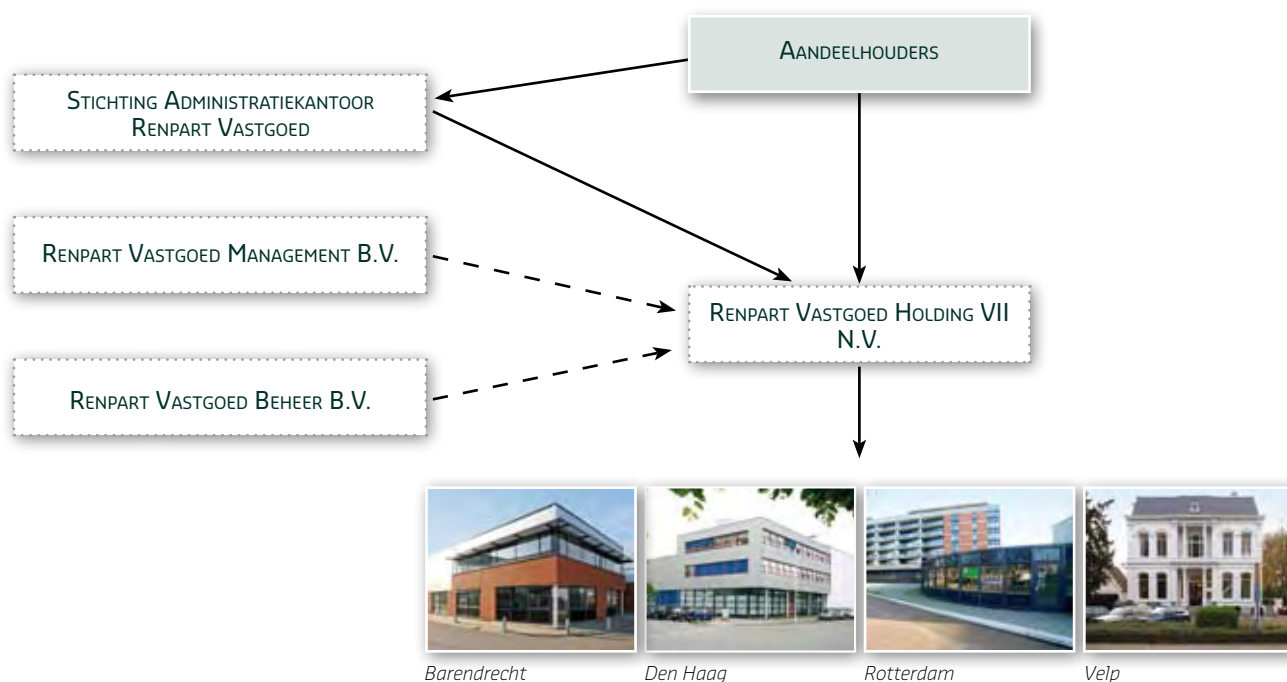 Aandeelhouders
Stichting Administratiekantoor
Renpart Vastgoed
Renpart Vastgoed Management B.V.
Renpart Vastgoed Holding VII
N.V.
Renpart Vastgoed Beheer B.V.
Barendrecht
Den Haag
Rotterdam
Velp